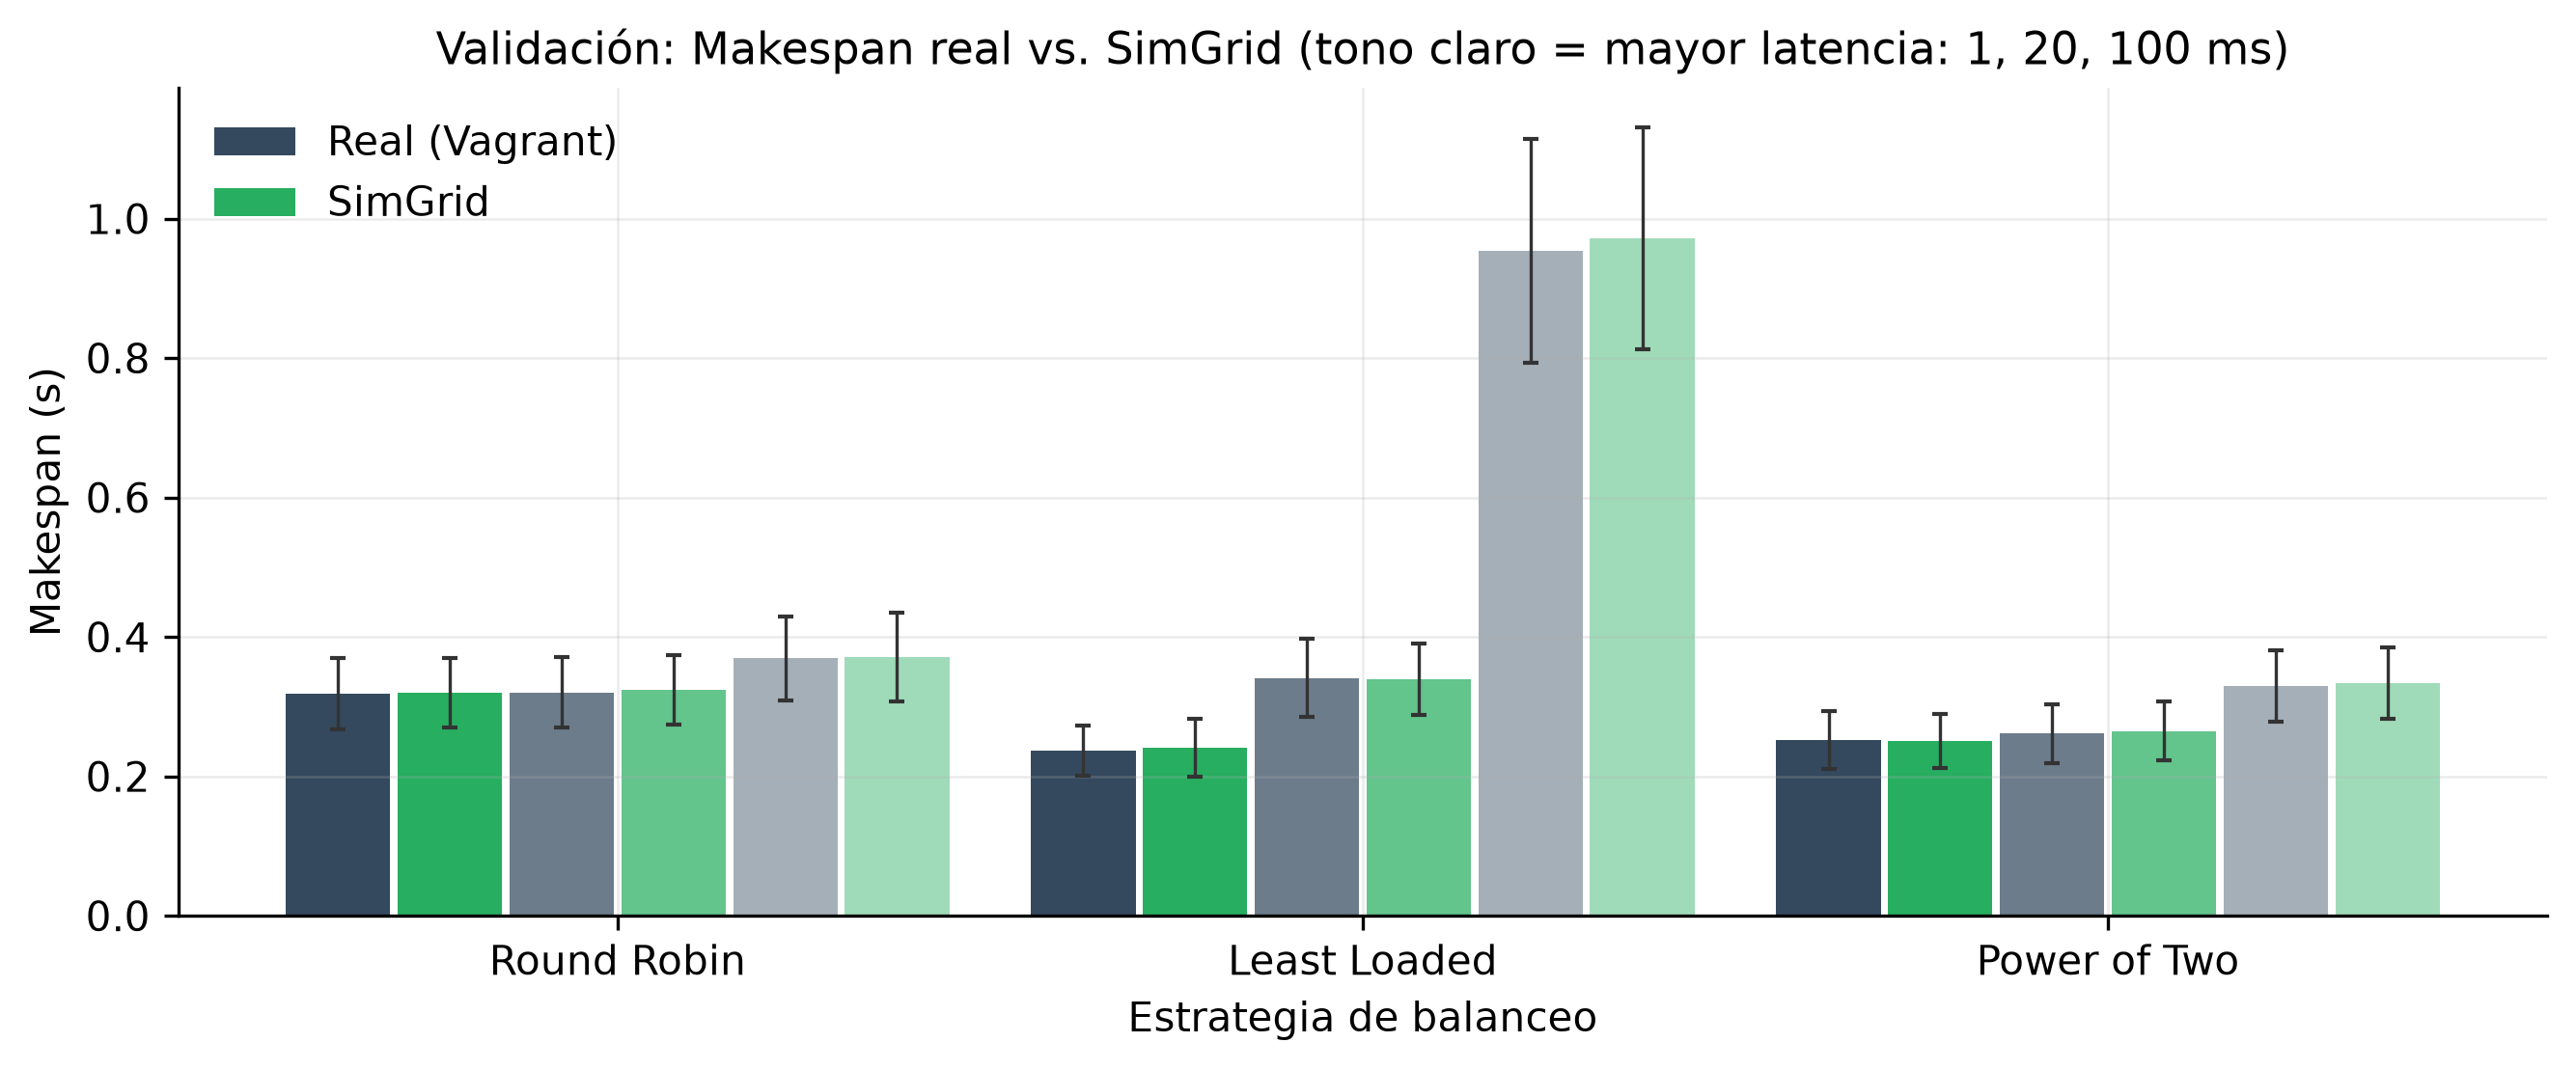 Validación: Makespan real vs. SimGrid (tono claro = mayor latencia: 1, 20, 100 ms)
Real (Vagrant)
SimGrid
Makespan (s)
1.0
0.8
0.6
0.4
0.2
0.0
Round Robin
Least Loaded
Power of Two
Estrategia de balanceo